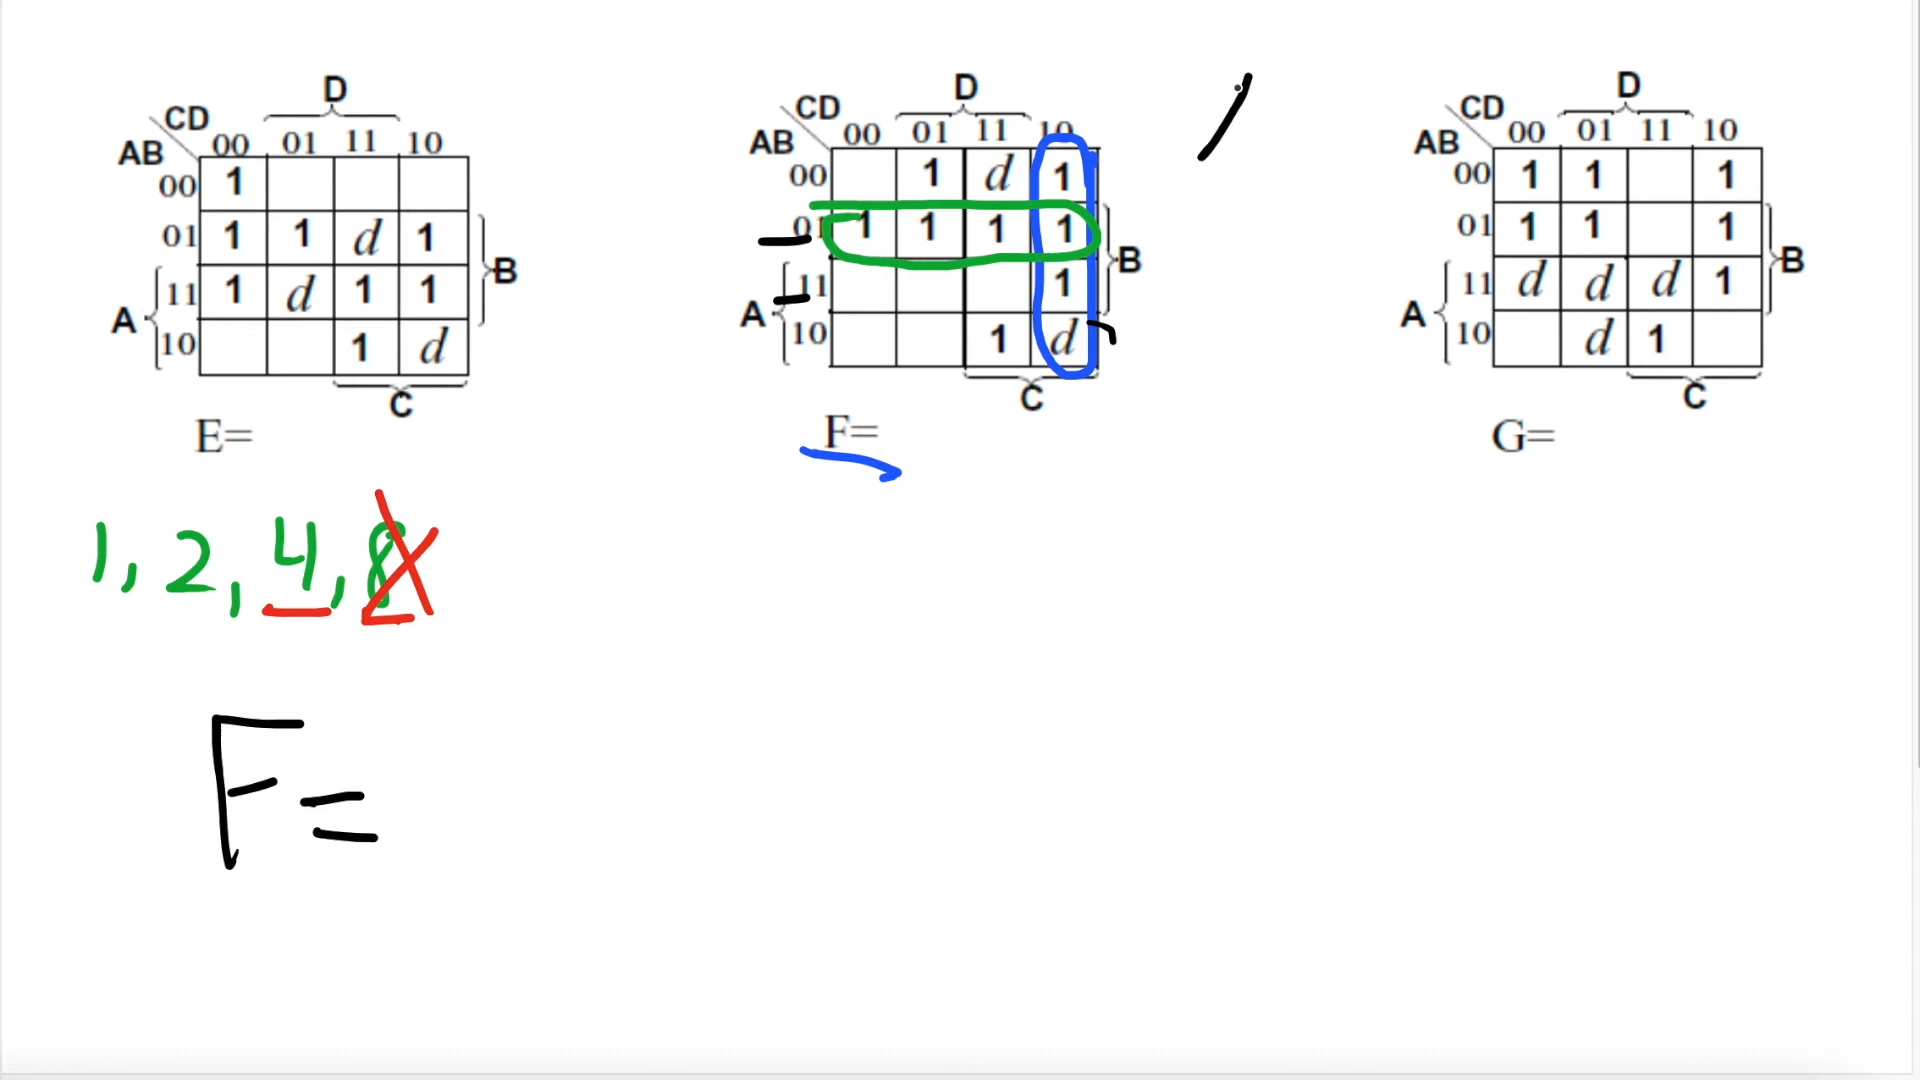 D
CD
AB 00 01 11 10
00 1
01 1 1 d 1
11 1 d 1 1
10 1 d
A
B
C
E=
D
CD
AB 00 01 11 10
00 1 d 1
01 1 1 1 1
11 1
10 1 d
A
B
C
F=
D
CD
AB 00 01 11 10
00 1 1 1
01 1 1 1
11 d d d 1
10 d 1
A
B
C
G=
1, 2, 4, 8
F=